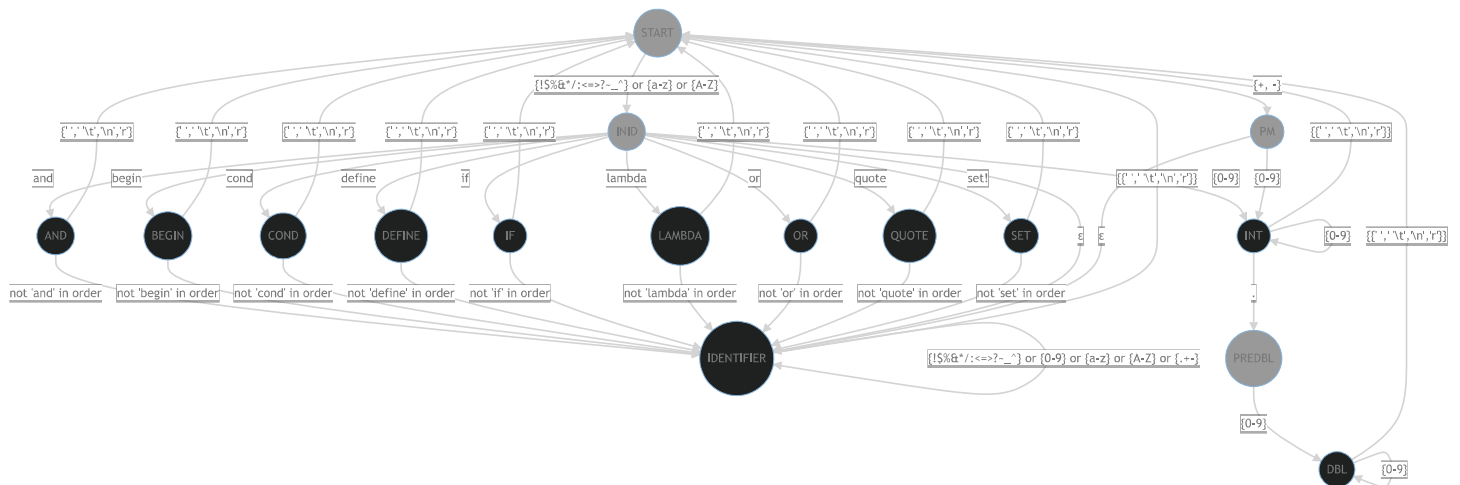 START
{!$%&*/:<=>?~_^} or {a-z} or {A-Z}
{+, -}
{' ',' '\t','\n','r'}
{' ',' '\t','\n','r'}
{' ',' '\t','\n','r'}
{' ',' '\t','\n','r'}
{' ',' '\t','\n','r'}
INID
{' ',' '\t','\n','r'}
{' ',' '\t','\n','r'}
{' ',' '\t','\n','r'}
{' ',' '\t','\n','r'}
PM
{{' ',' '\t','\n','r'}}
and
begin
cond
define
if
lambda
or
quote
set!
{{' ',' '\t','\n','r'}}
{0-9}
{0-9}
AND
BEGIN
COND
DEFINE
IF
LAMBDA
OR
QUOTE
SET
ε
ε
INT
{0-9}
{{' ',' '\t','\n','r'}}
not 'and' in order
not 'begin' in order
not 'cond' in order
not 'define' in order
not 'if' in order
not 'lambda' in order
not 'or' in order
not 'quote' in order
not 'set' in order
.
IDENTIFIER
{!$%&*/:<=>?~_^} or {0-9} or {a-z} or {A-Z} or {.+-}
PREDBL
{0-9}
DBL
{0-9}